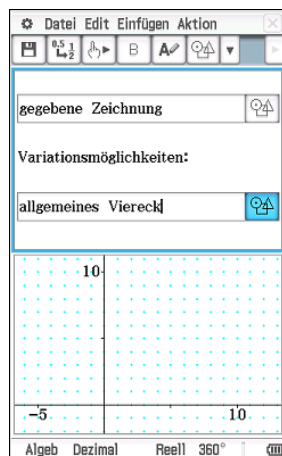 Datei Edit Einfügen Aktion
0.5 1 2 B A
gegebene Zeichnung
Variationsmöglichkeiten:
allgemeines Viereck
10
-5 10
Algeb Dezimal Reell 360°